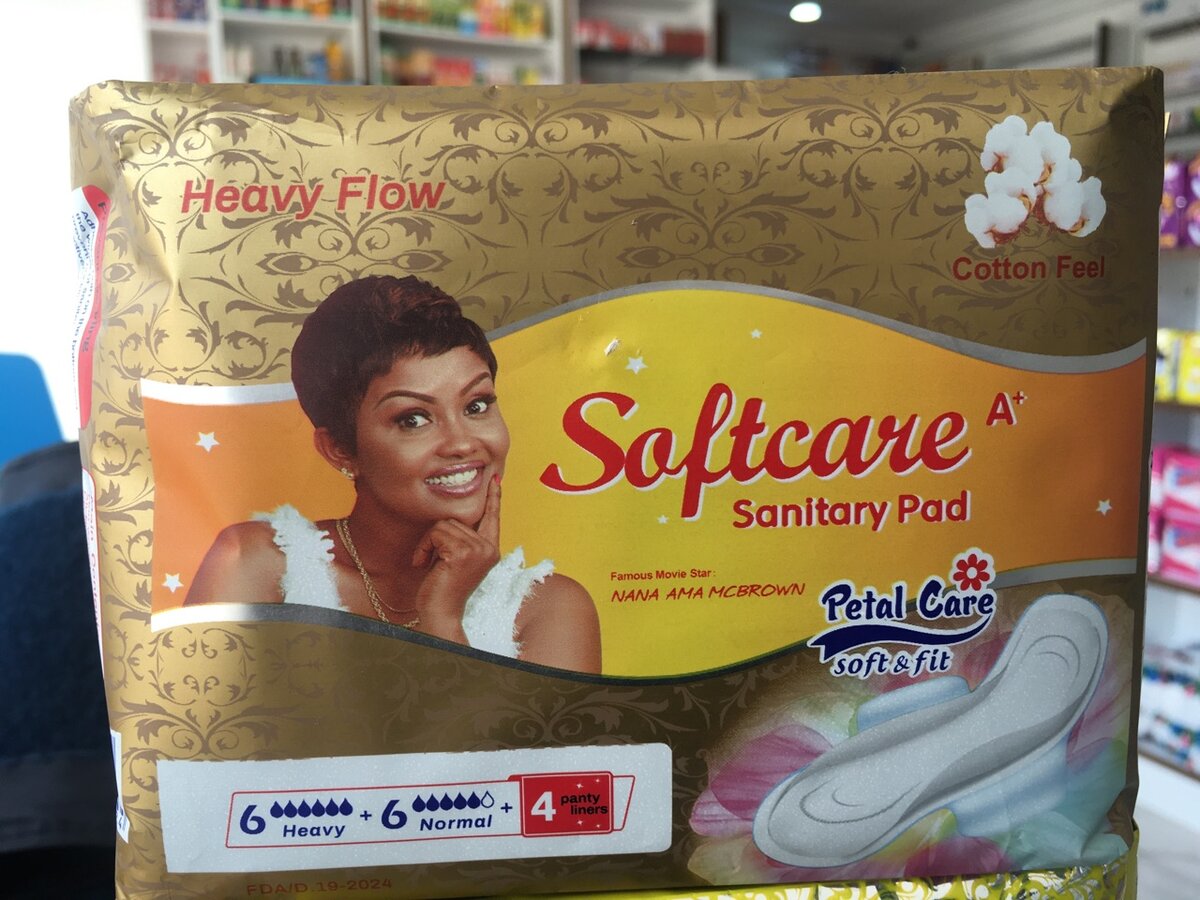 Heavy Flow
Cotton Feel
Softcare A+
Sanitary Pad
Famous Movie Star:
NANA AMA MCBROWN
Petal Care
soft & fit
6 Heavy + 6 Normal + 4 panty liners
FDA/D.19-2024